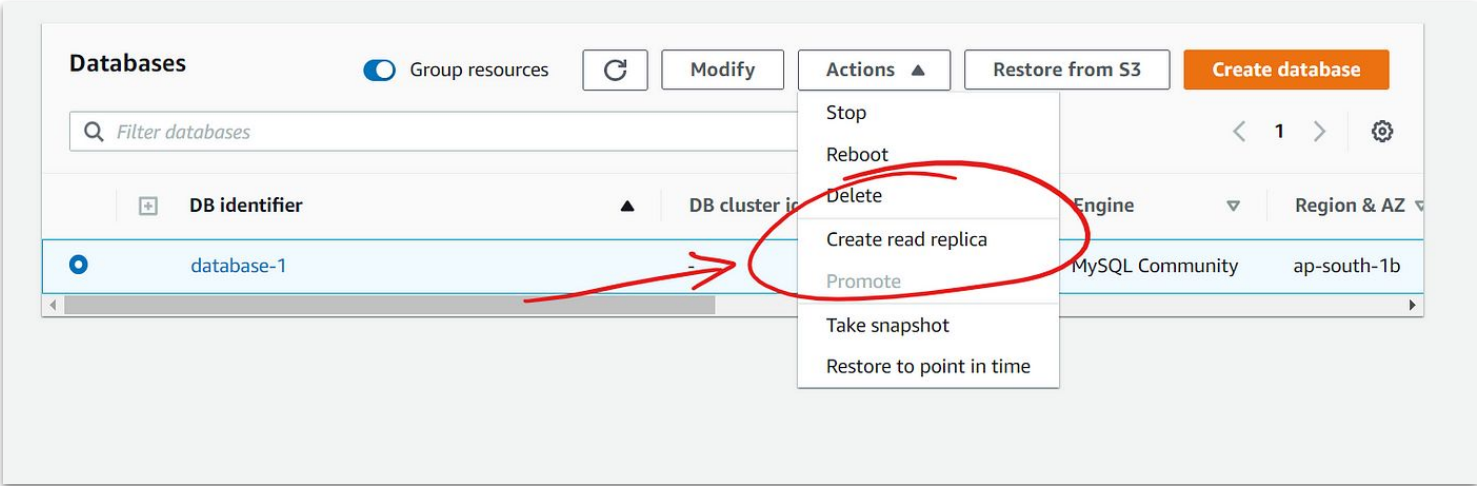 Databases
Group resources
Modify
Actions
Restore from S3
Create database
Filter databases
1
Stop
Reboot
Delete
Create read replica
Promote
Take snapshot
Restore to point in time
DB identifier
DB cluster ic
Engine
Region & AZ
database-1
-
MySQL Community
ap-south-1b